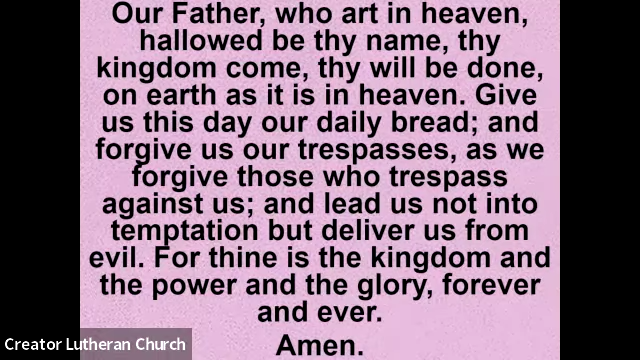 Our Father, who art in heaven,
hallowed be thy name, thy
kingdom come, thy will be done,
on earth as it is in heaven. Give
us this day our daily bread; and
forgive us our trespasses, as we
forgive those who trespass
against us; and lead us not into
temptation but deliver us from
evil. For thine is the kingdom and
the power and the glory, forever
and ever.
Amen.
Creator Lutheran Church